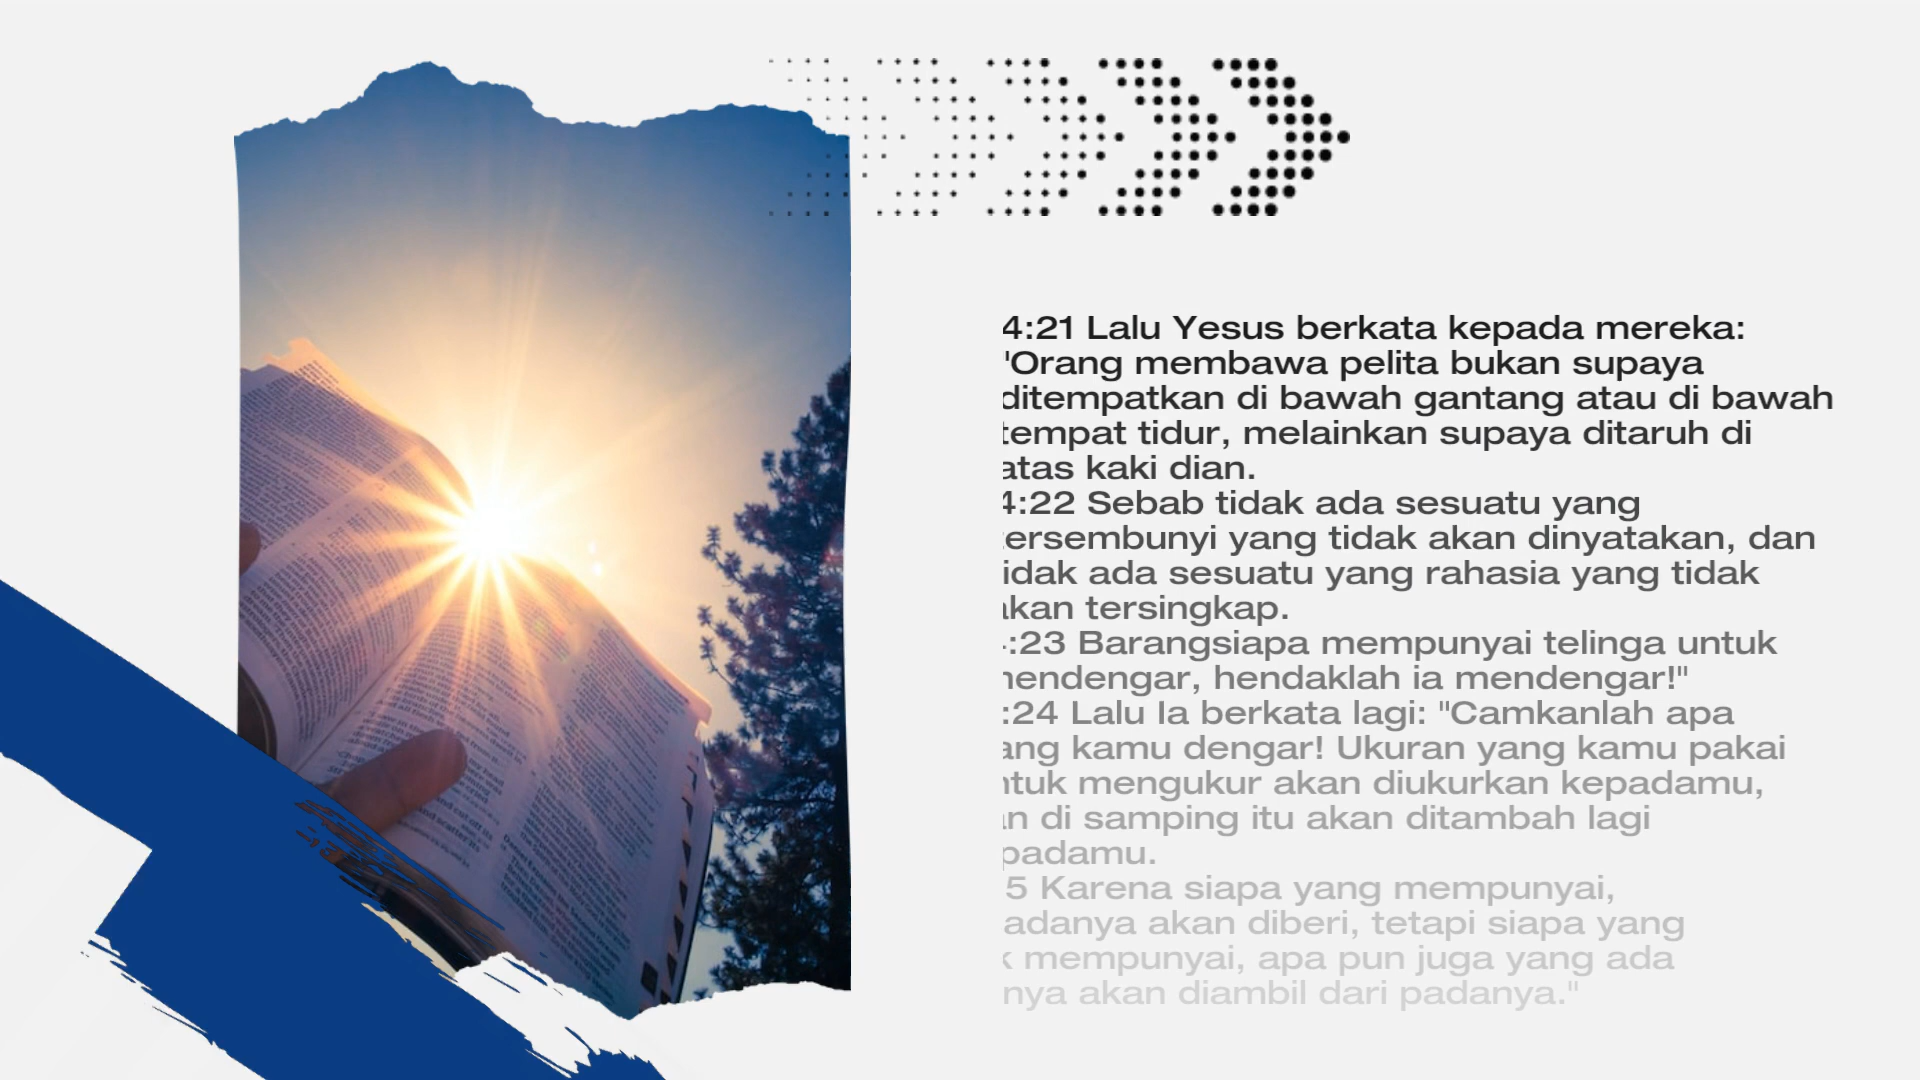 4:21 Lalu Yesus berkata kepada mereka:
"Orang membawa pelita bukan supaya
ditempatkan di bawah gantang atau di bawah
tempat tidur, melainkan supaya ditaruh di
atas kaki dian.
4:22 Sebab tidak ada sesuatu yang
ersembunyi yang tidak akan dinyatakan, dan
idak ada sesuatu yang rahasia yang tidak
akan tersingkap.
:23 Barangsiapa mempunyai telinga untuk
mendengar, hendaklah ia mendengar!"
:24 Lalu Ia berkata lagi: "Camkanlah apa
ang kamu dengar! Ukuran yang kamu pakai
ntuk mengukur akan diukurkan kepadamu,
an di samping itu akan ditambah lagi
padamu.
5 Karena siapa yang mempunyai,
adanya akan diberi, tetapi siapa yang
k mempunyai, apa pun juga yang ada
nya akan diambil dari padanya."